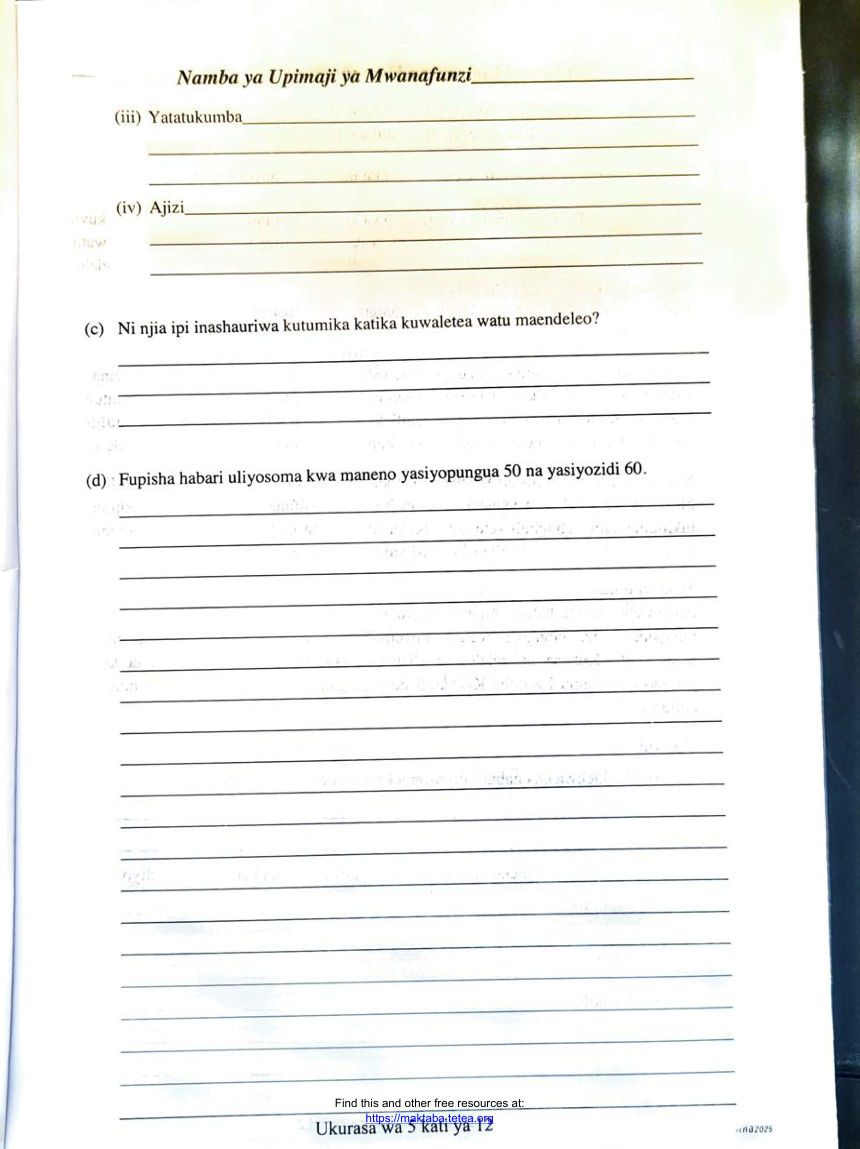 Namba ya Upimaji ya Mwanafunzi
(iii) Yatatukumba
(iv) Ajizi
(c) Ni njia ipi inashauriwa kutumika katika kuwaletea watu maendeleo?
(d) Fupisha habari uliyosoma kwa maneno yasiyopungua 50 na yasiyozidi 60.
Find this and other free resources at:
https://maktaba.tetea.org
Ukurasa wa 5 kati ya 12